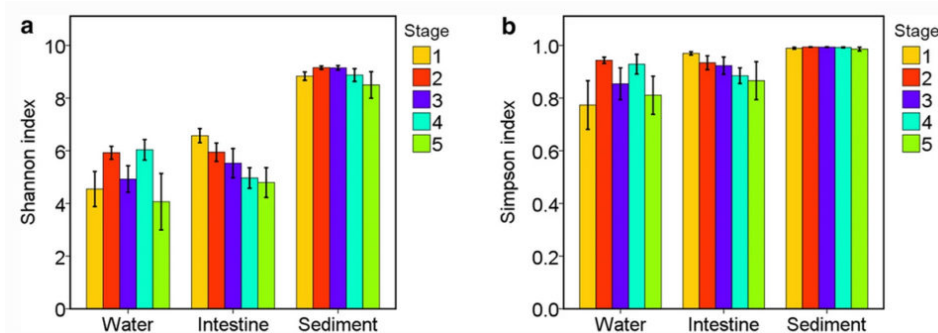 a
Shannon index
10
8
6
4
2
0
Water Intestine Sediment
Stage
1
2
3
4
5
b
Simpson index
1.0
0.8
0.6
0.4
0.2
0.0
Water Intestine Sediment
Stage
1
2
3
4
5